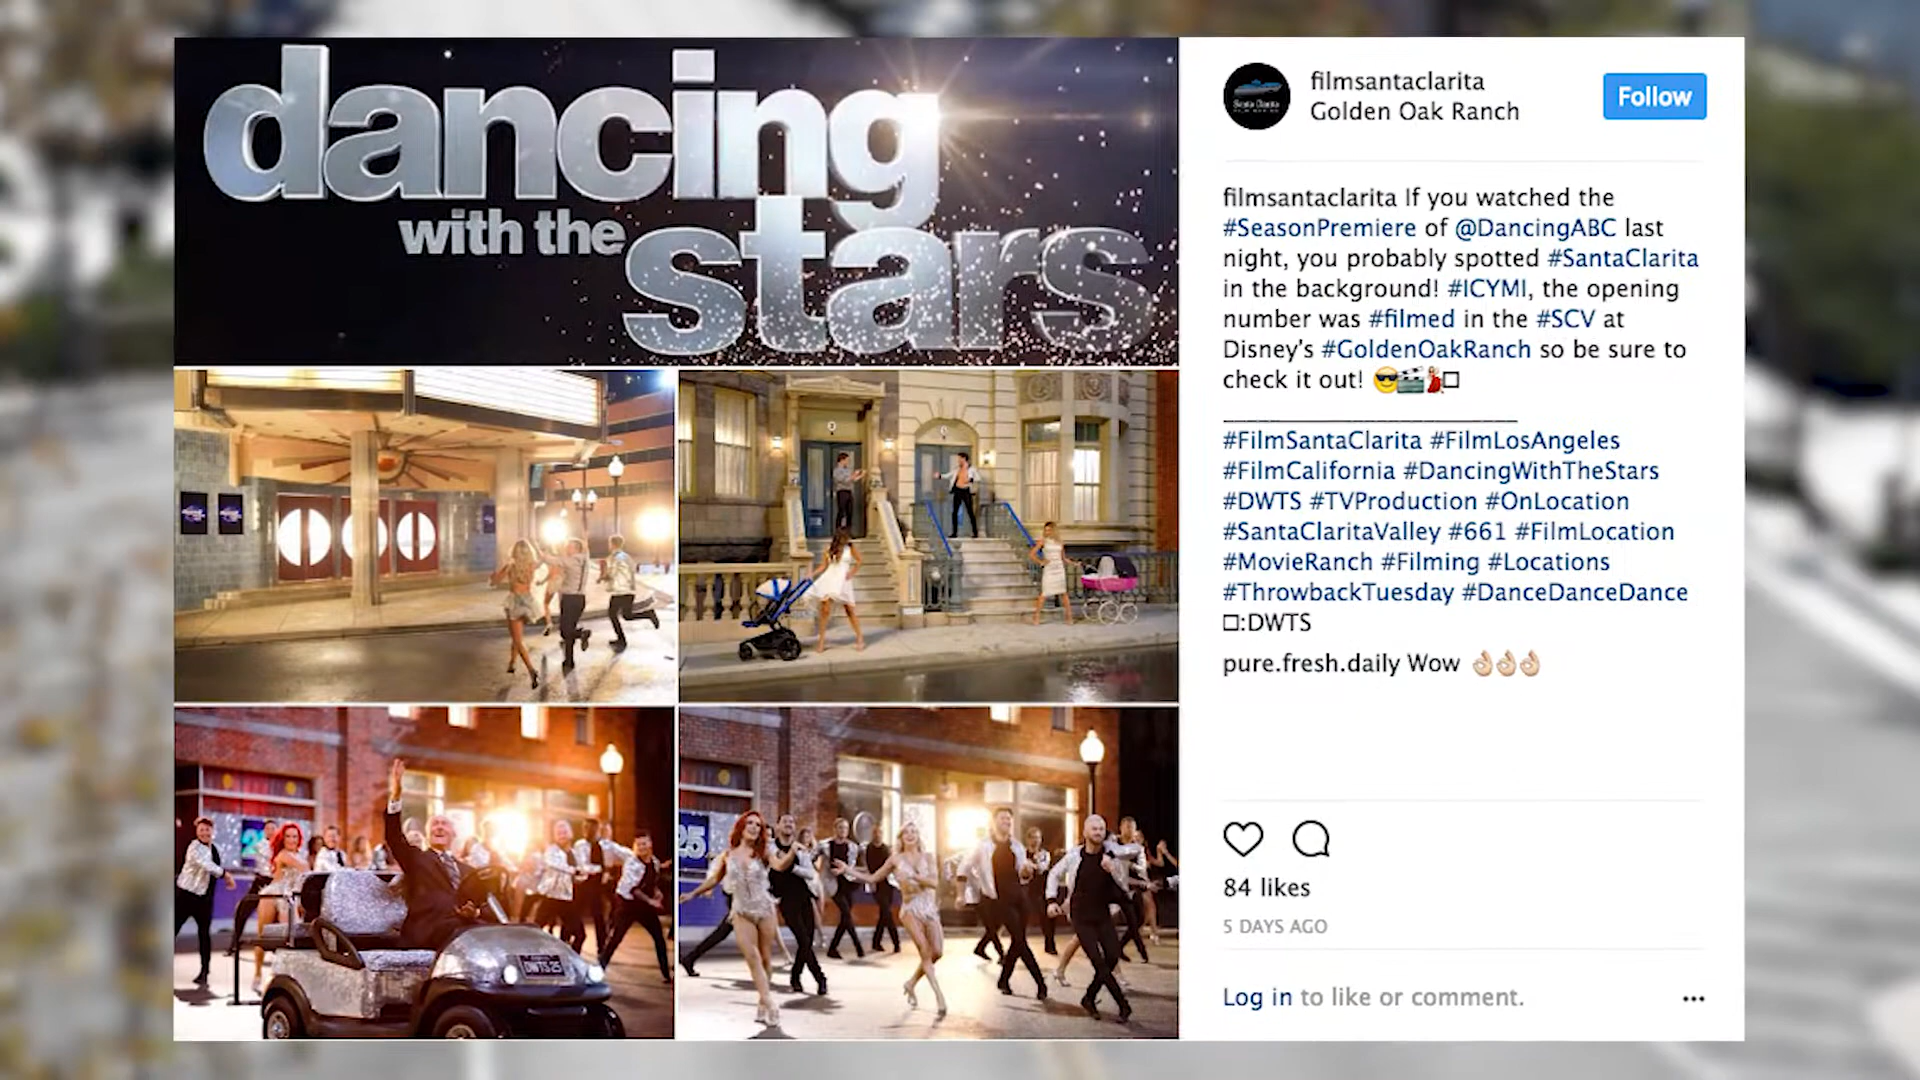 dancing
with the
stars
25
DWTS 25
25
filmsantaclarita
Golden Oak Ranch
Follow
filmsantaclarita If you watched the
#SeasonPremiere of @DancingABC last
night, you probably spotted #SantaClarita
in the background! #ICYMI, the opening
number was #filmed in the #SCV at
Disney's #GoldenOakRanch so be sure to
check it out! 😎🎬💃□
#FilmSantaClarita #FilmLosAngeles
#FilmCalifornia #DancingWithTheStars
#DWTS #TVProduction #OnLocation
#SantaClaritaValley #661 #FilmLocation
#MovieRanch #Filming #Locations
#ThrowbackTuesday #DanceDanceDance
□:DWTS
pure.fresh.daily Wow 👌🏼👌🏼👌🏼
84 likes
5 DAYS AGO
Log in to like or comment.